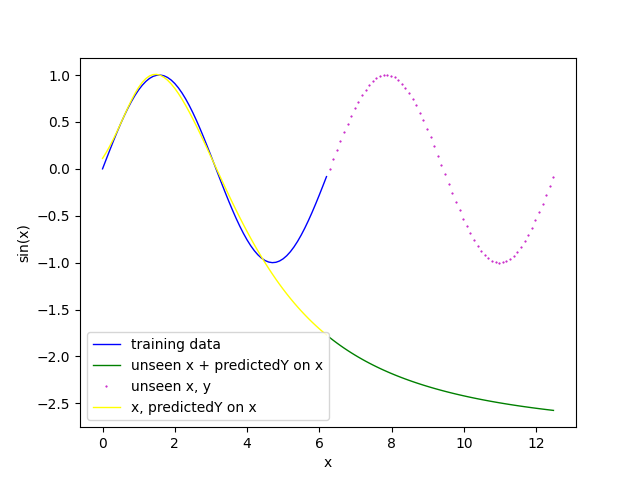 1.0
0.5
0.0
−0.5
−1.0
−1.5
−2.0
−2.5
sin(x)
training data
unseen x + predictedY on x
unseen x, y
x, predictedY on x
0 2 4 6 8 10 12
x